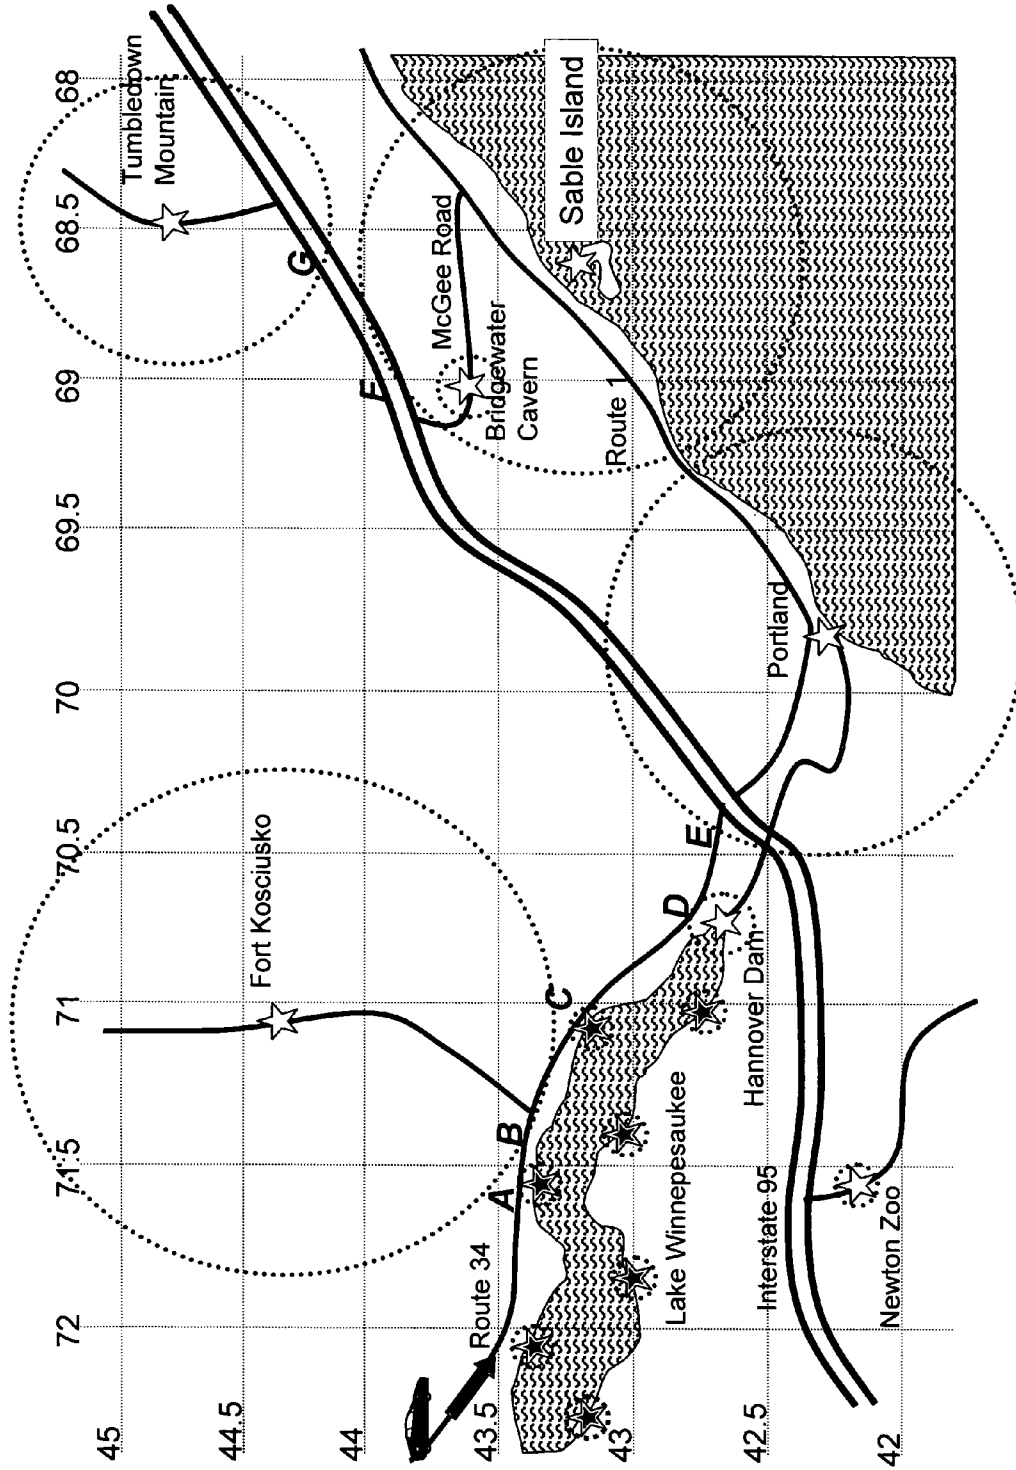 45
44.5
44
43.5
43
42.5
42
72
71.5
71
70.5
70
69.5
69
68.5
68
Route 34
A
B
C
D
E
F
G
Fort Kosciusko
Tumbledown
Mountain
McGee Road
Bridgewater
Cavern
Route 1
Sable Island
Portland
Hannover Dam
Lake Winnepesaukee
Interstate 95
Newton Zoo